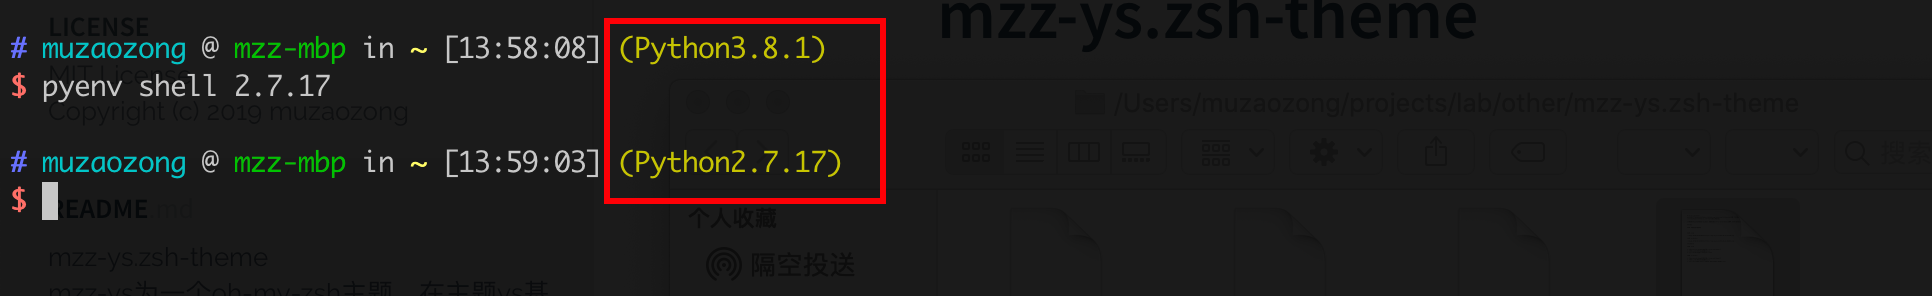 mzz-ys.zsh-theme
LICENSE
# muzaozong @ mzz-mbp in ~ [13:58:08] (Python3.8.1)
MIT License
$ pyenv shell 2.7.17
Copyright (c) 2019 muzaozong
/Users/muzaozong/projects/lab/other/mzz-ys.zsh-theme
# muzaozong @ mzz-mbp in ~ [13:59:03] (Python2.7.17)
搜索
$
README.md
个人收藏
mzz-ys.zsh-theme
隔空投送
mzz-ys为一个oh-my-zsh主题，在主题ys基